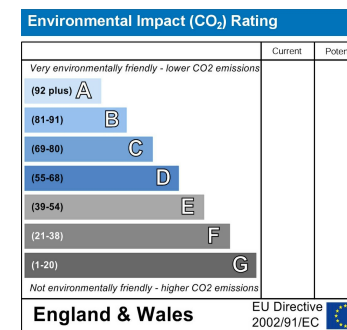 Environmental Impact (CO₂) Rating
Current Poten
Very environmentally friendly - lower CO2 emissions
(92 plus) A
(81-91) B
(69-80) C
(55-68) D
(39-54) E
(21-38) F
(1-20) G
Not environmentally friendly - higher CO2 emissions
England & Wales
EU Directive
2002/91/EC